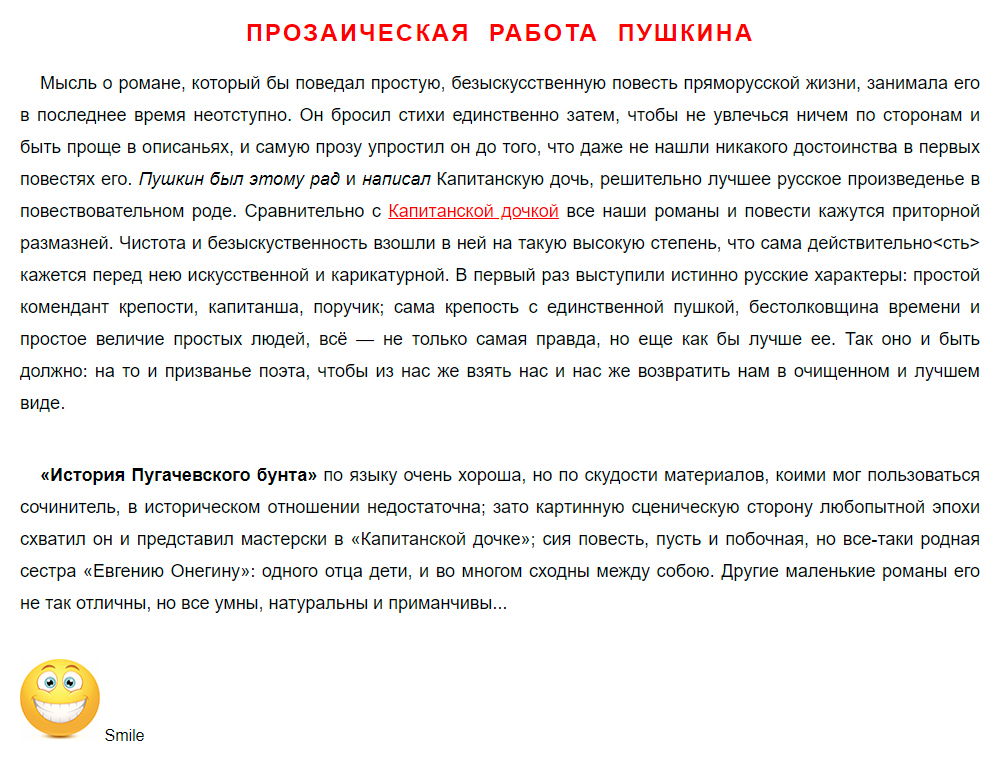 ПРОЗАИЧЕСКАЯ РАБОТА ПУШКИНА
Мысль о романе, который бы поведал простую, безыскусственную повесть пряморусской жизни, занимала его
в последнее время неотступно. Он бросил стихи единственно затем, чтобы не увлечься ничем по сторонам и
быть проще в описаньях, и самую прозу упростил он до того, что даже не нашли никакого достоинства в первых
повестях его. Пушкин был этому рад и написал Капитанскую дочь, решительно лучшее русское произведенье в
повествовательном роде. Сравнительно с Капитанской дочкой все наши романы и повести кажутся приторной
размазней. Чистота и безыскуственность взошли в ней на такую высокую степень, что сама действительно<сть>
кажется перед нею искусственной и карикатурной. В первый раз выступили истинно русские характеры: простой
комендант крепости, капитанша, поручик; сама крепость с единственной пушкой, бестолковщина времени и
простое величие простых людей, всё — не только самая правда, но еще как бы лучше ее. Так оно и быть
должно: на то и призванье поэта, чтобы из нас же взять нас и нас же возвратить нам в очищенном и лучшем
виде.
«История Пугачевского бунта» по языку очень хороша, но по скудости материалов, коими мог пользоваться
сочинитель, в историческом отношении недостаточна; зато картинную сценическую сторону любопытной эпохи
схватил он и представил мастерски в «Капитанской дочке»; сия повесть, пусть и побочная, но все-таки родная
сестра «Евгению Онегину»: одного отца дети, и во многом сходны между собою. Другие маленькие романы его
не так отличны, но все умны, натуральны и приманчивы...
Smile